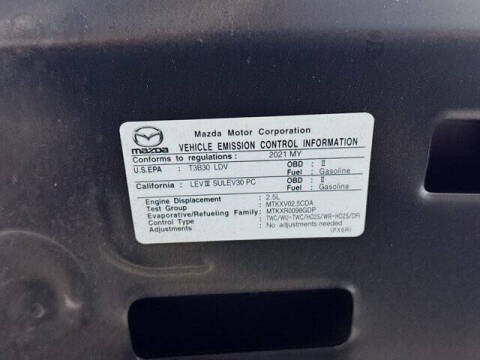 Mazda Motor Corporation
mazda VEHICLE EMISSION CONTROL INFORMATION
Conforms to regulations : 2021 MY
U.S.EPA : T3B30 LDV OBD : II
Fuel : Gasoline
California : LEVIII SULEV30 PC OBD : II
Fuel : Gasoline
Engine Displacement : 2.5L
Test Group : MTKXV02.5CDA
Evaporative/Refueling Family : MTKXR0098GDP
Control Type : TWC/WU-TWC/HO2S/WR-HO2S/DFI
Adjustments : No adjustments needed